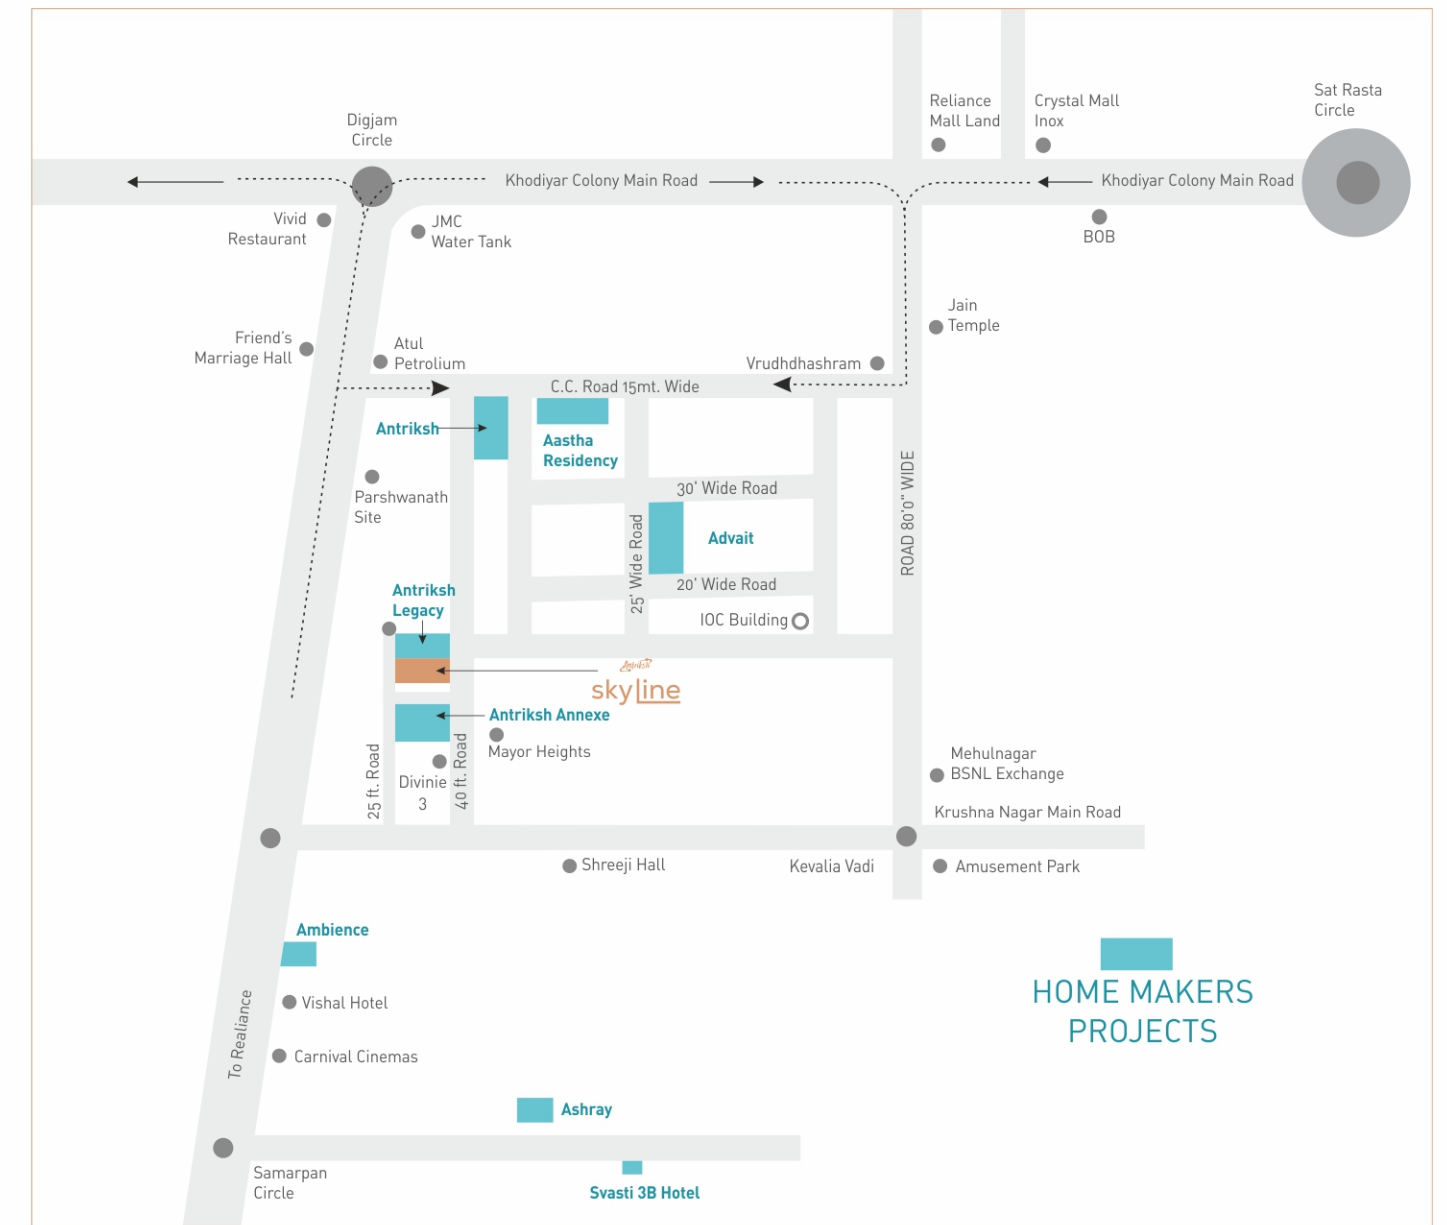 Sat Rasta
Circle
Reliance
Mall Land
Crystal Mall
Inox
Digjam
Circle
Khodiyar Colony Main Road
Khodiyar Colony Main Road
Vivid
Restaurant
JMC
Water Tank
BOB
Jain
Temple
Friend's
Marriage Hall
Atul
Petrolium
Vrudhdhashram
C.C. Road 15mt. Wide
Antriksh
Aastha
Residency
ROAD 80'0" WIDE
Parshwanath
Site
30' Wide Road
25' Wide Road
Advait
20' Wide Road
Antriksh
Legacy
IOC Building
Antriksh
skyline
Antriksh Annexe
Mayor Heights
25 ft. Road
40 ft. Road
Divinie
3
Mehulnagar
BSNL Exchange
Krushna Nagar Main Road
Shreeji Hall
Kevalia Vadi
Amusement Park
Ambience
Vishal Hotel
To Realiance
Carnival Cinemas
HOME MAKERS
PROJECTS
Ashray
Samarpan
Circle
Svasti 3B Hotel